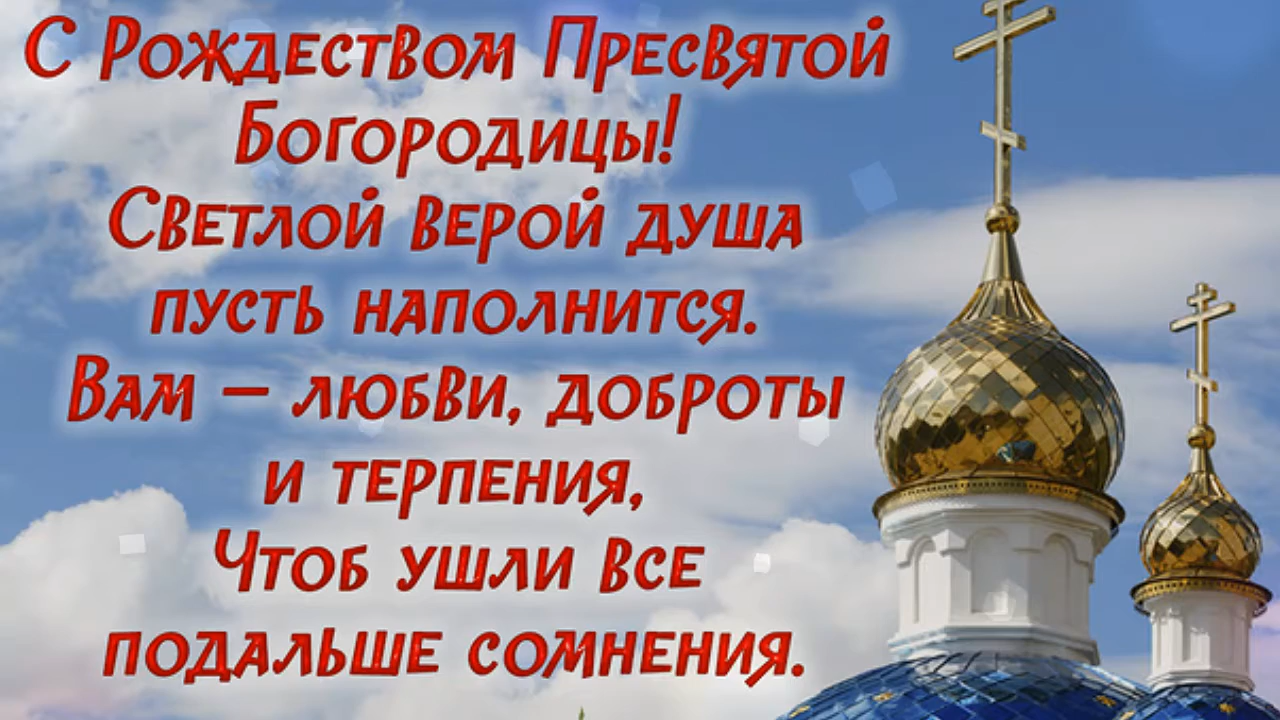 С Рождеством Пресвятой
Богородицы!
Светлой верой душа
пусть наполнится.
Вам – любви, доброты
и терпения,
Чтоб ушли все
подальше сомнения.